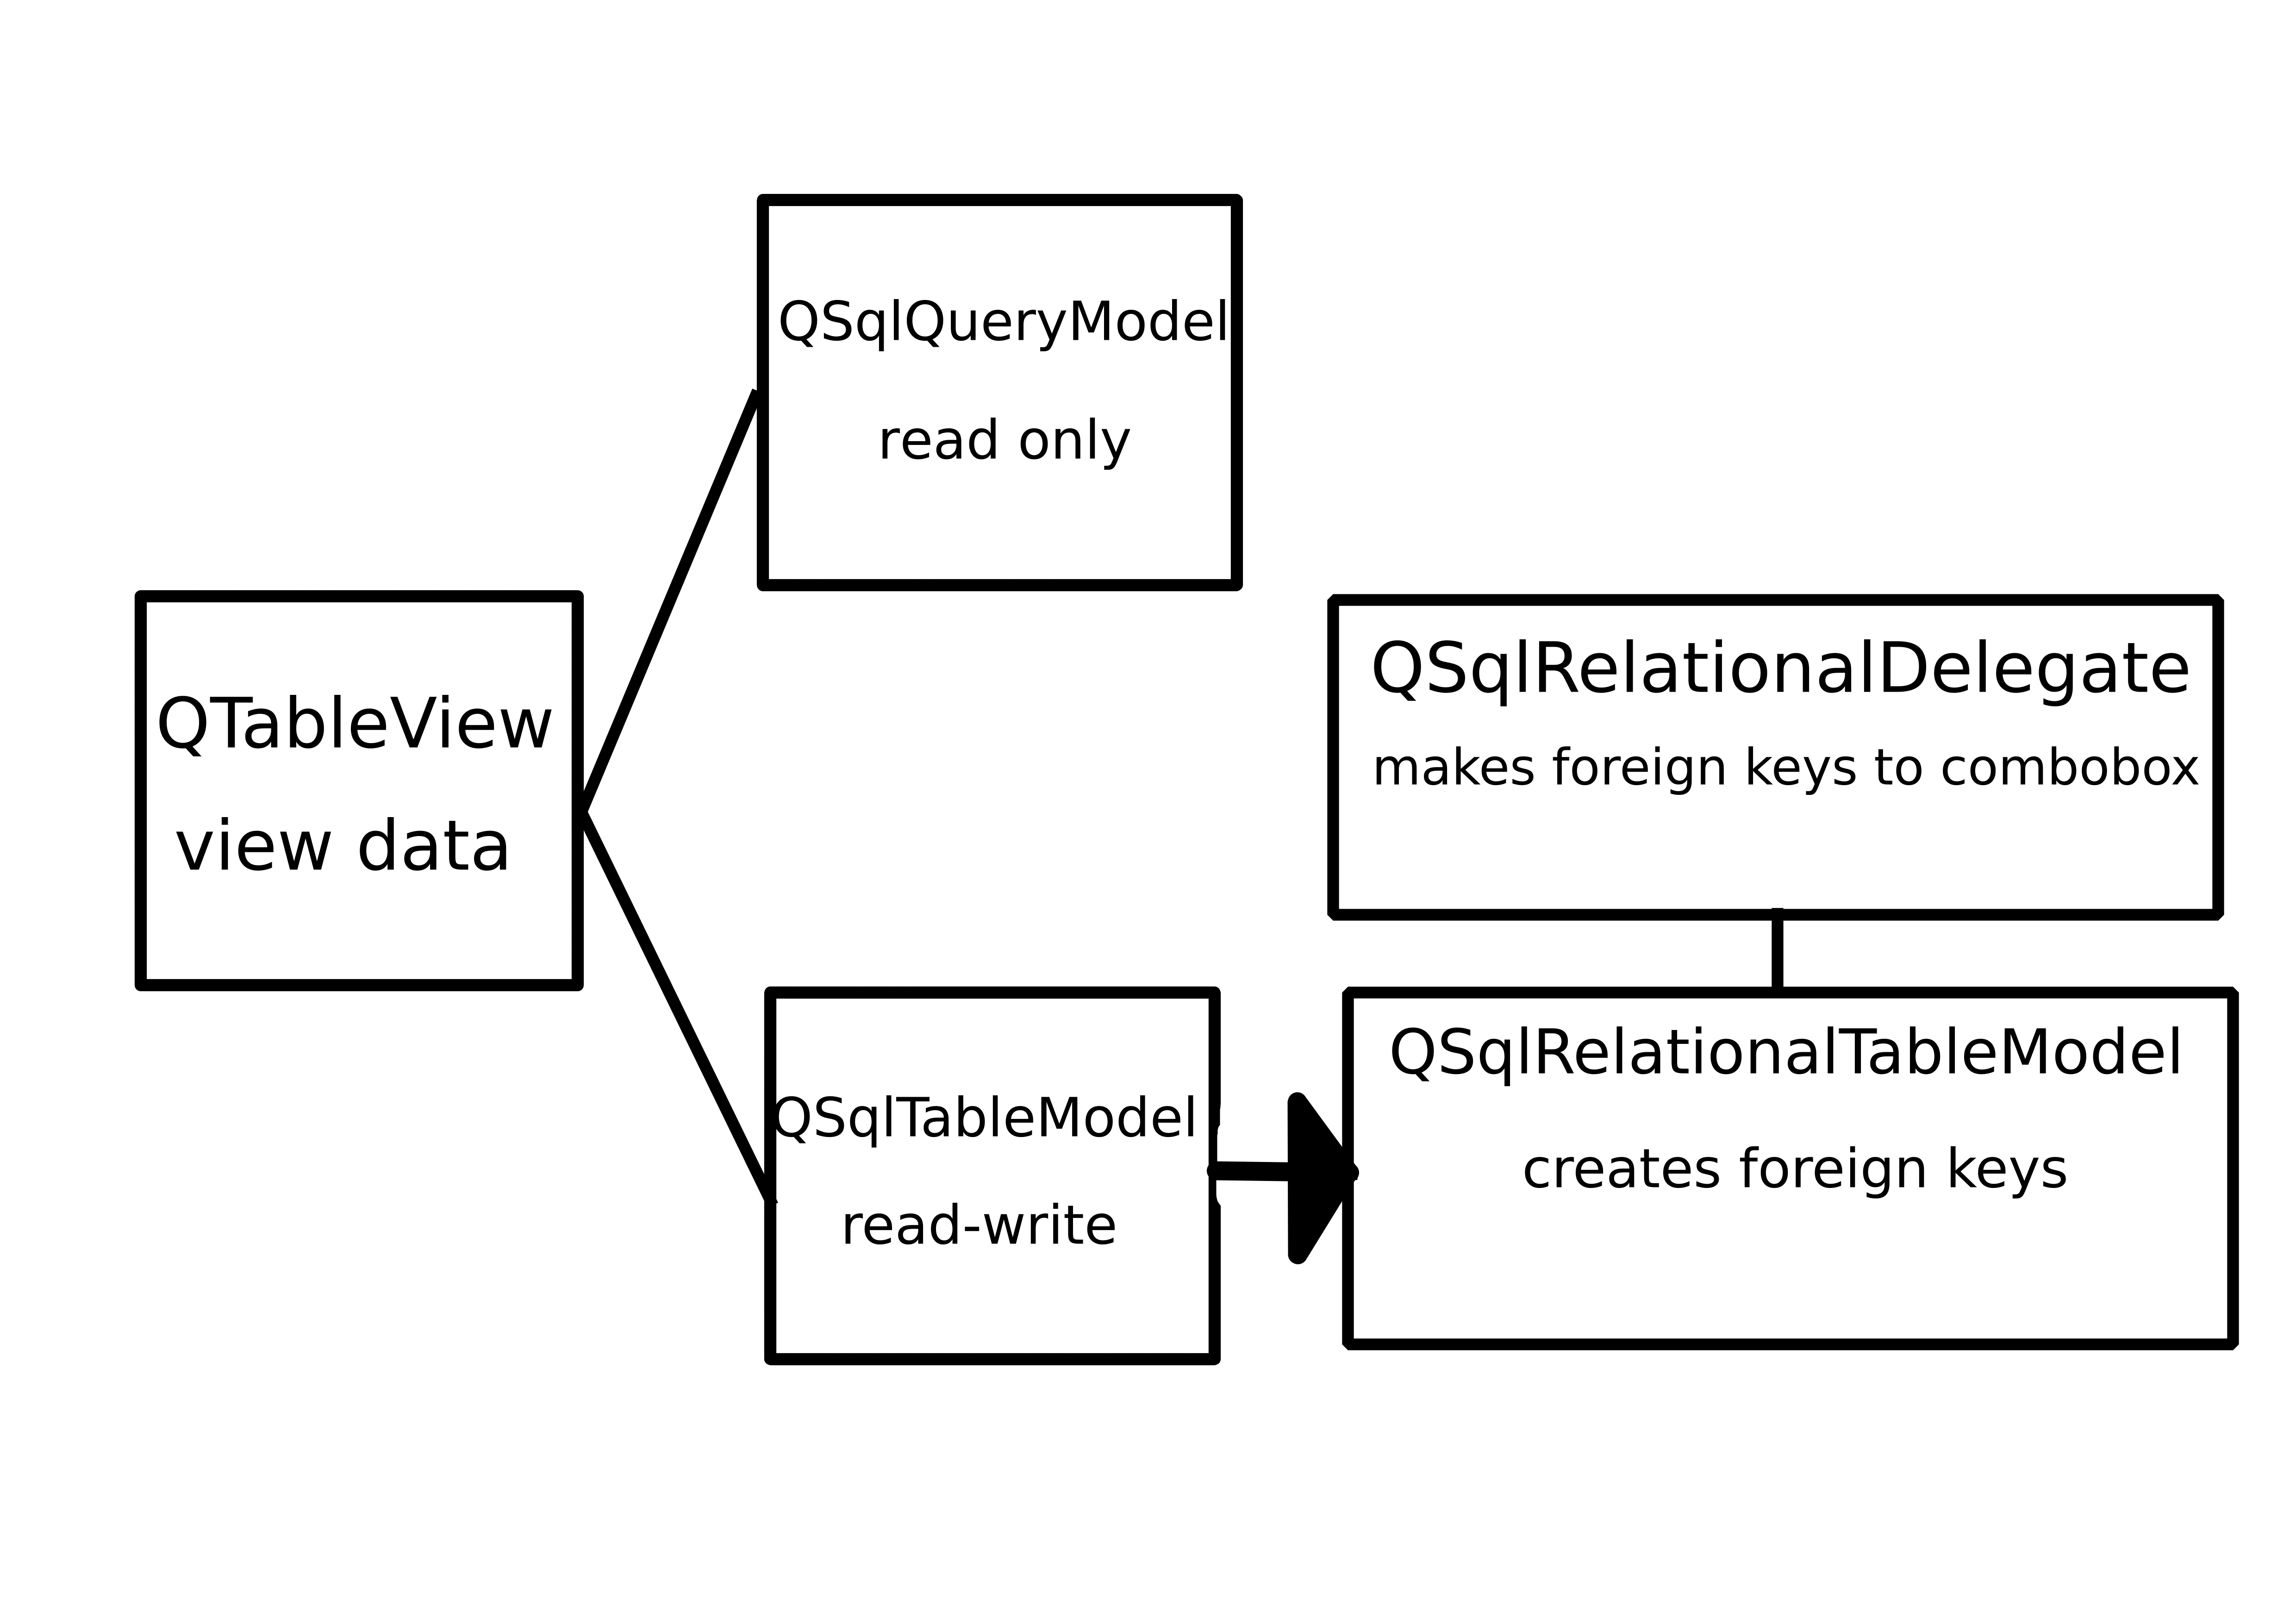 QSqlQueryModel
read only
QTableView
view data
QSqlRelationalDelegate
makes foreign keys to combobox
QSqlTableModel
read-write
QSqlRelationalTableModel
creates foreign keys